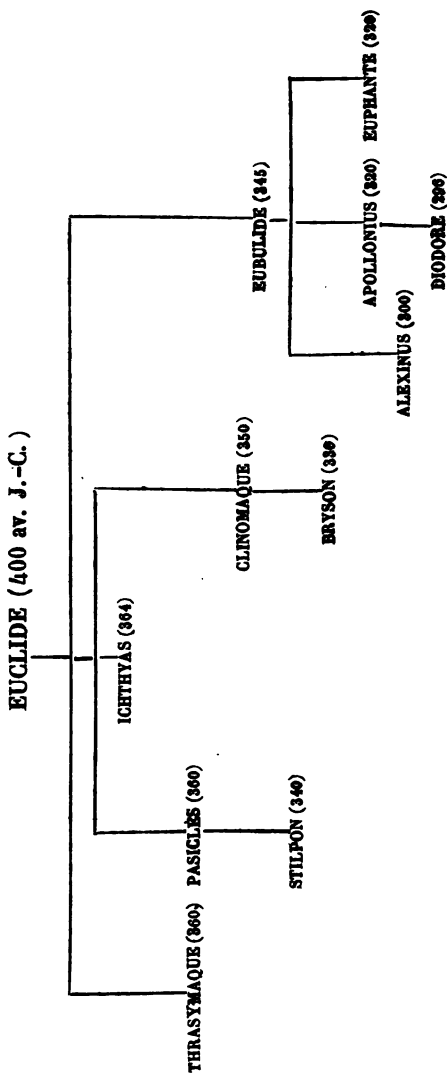 EUCLIDE (400 av. J.-C.)
ICHTHYAS (364)
THRASYMAQUE (360)
PASICLÈS (360)
STILPON (340)
CLINOMAQUE (350)
BRYSON (330)
EUBULIDE (345)
ALEXINUS (300)
APOLLONIUS (320)
EUPHANTE (320)
DIODORE (296)